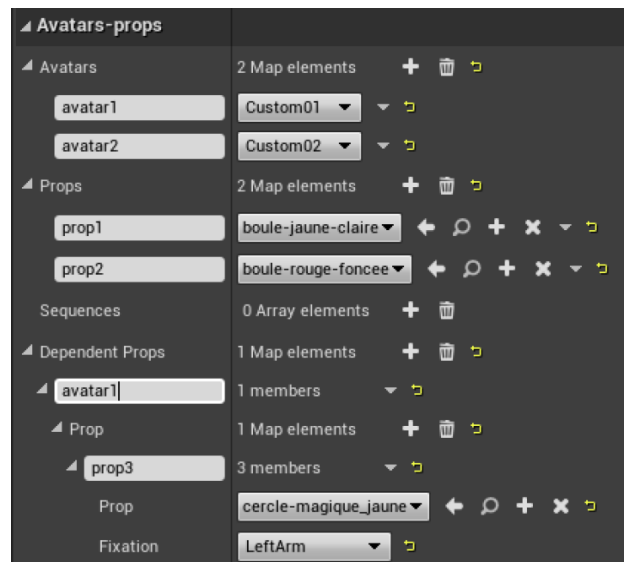 Avatars-props
Avatars 2 Map elements
avatar1 Custom01
avatar2 Custom02
Props 2 Map elements
prop1 boule-jaune-claire
prop2 boule-rouge-foncee
Sequences 0 Array elements
Dependent Props 1 Map elements
avatar1 1 members
Prop 1 Map elements
prop3 3 members
Prop cercle-magique_jaune
Fixation LeftArm